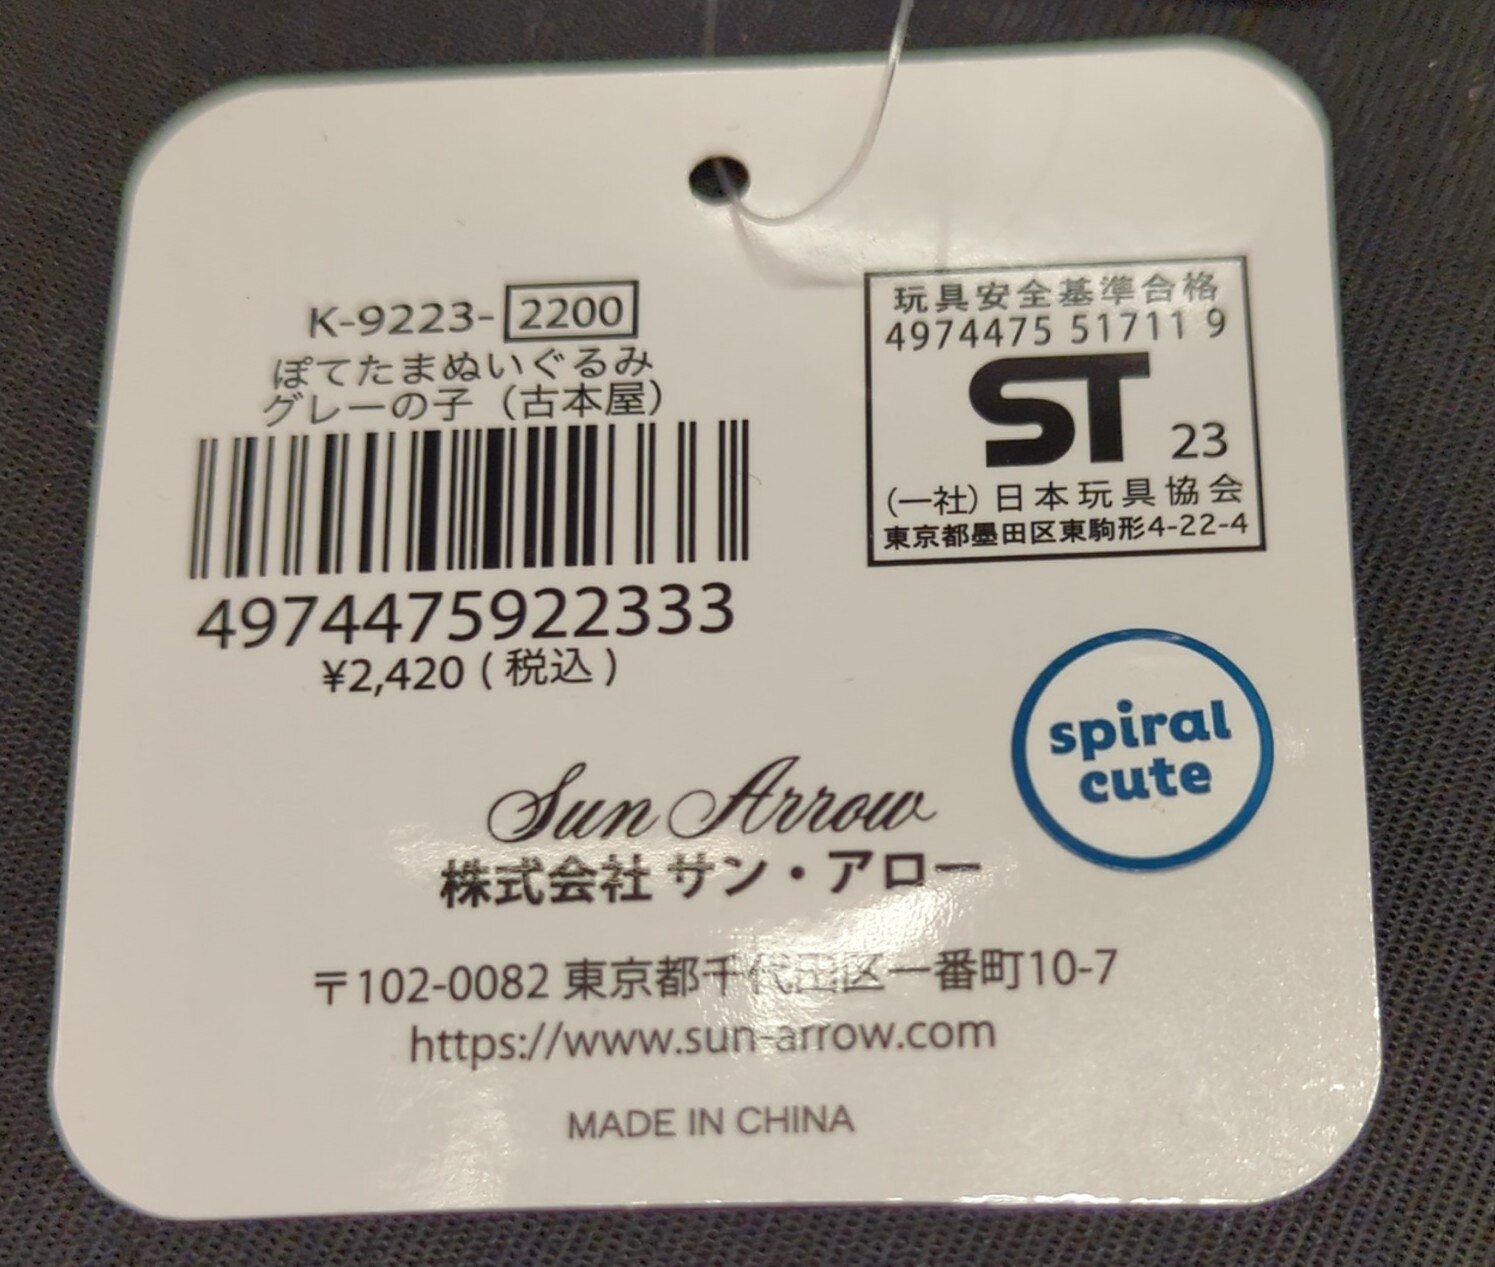 K-9223-2200
ぽてたまぬいぐるみ
グレーの子（古本屋）
4974475922333
¥2,420（税込）
玩具安全基準合格
4974475 51711 9
ST 23
（一社）日本玩具協会
東京都墨田区東駒形4-22-4
spiral
cute
Sun Arrow
株式会社 サン・アロー
〒102-0082 東京都千代田区一番町10-7
https://www.sun-arrow.com
MADE IN CHINA